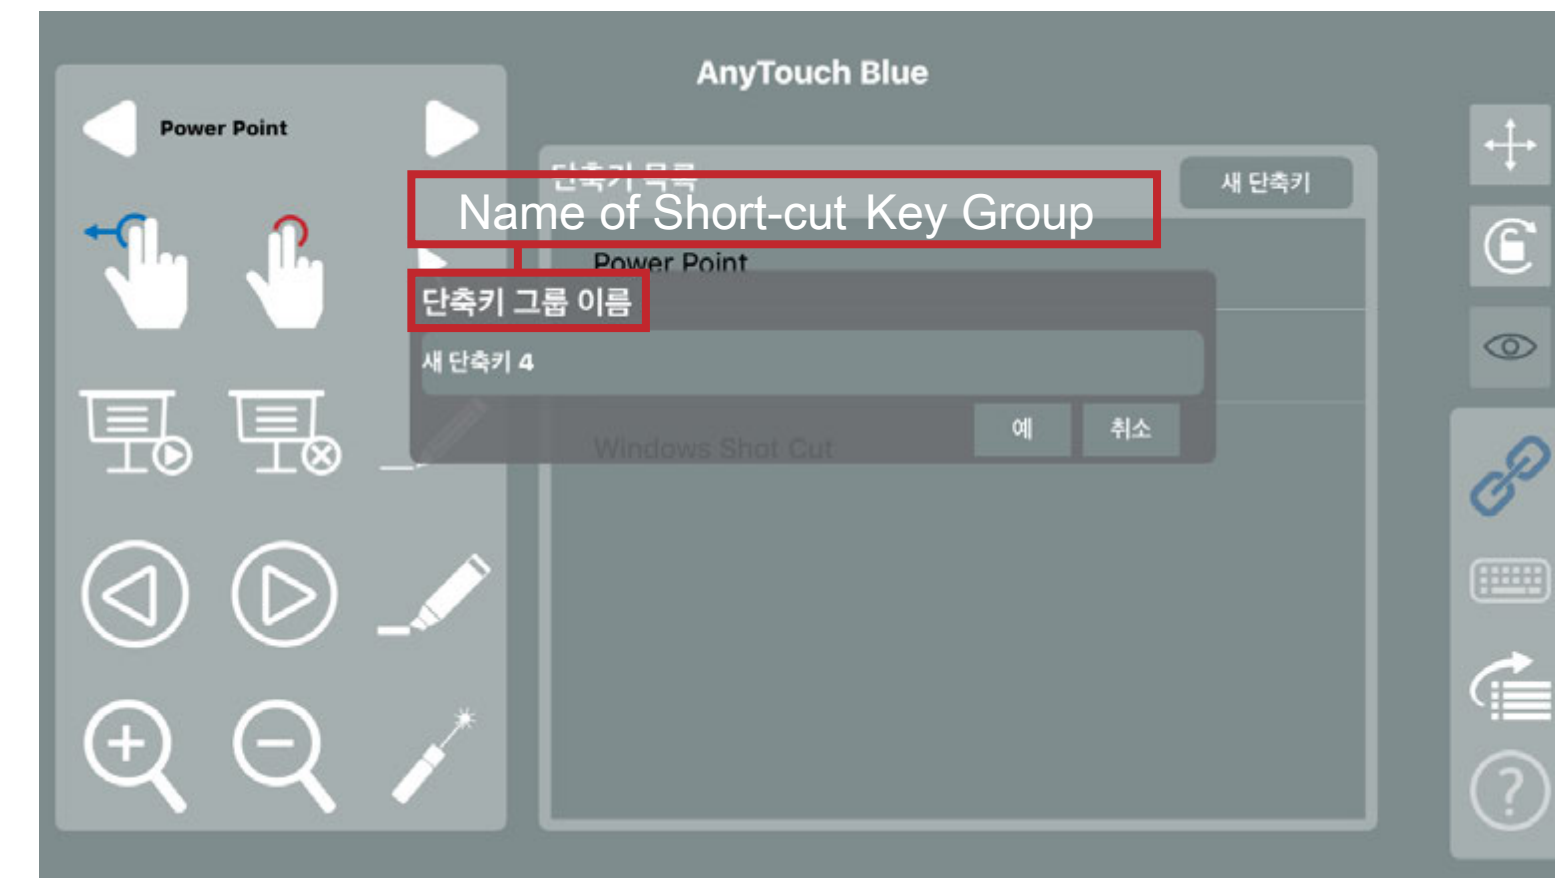 AnyTouch Blue
Power Point
단축키 목록
새 단축키
Name of Short-cut Key Group
Power Point
단축키 그룹 이름
새 단축키 4
예
취소
Windows Shot Cut